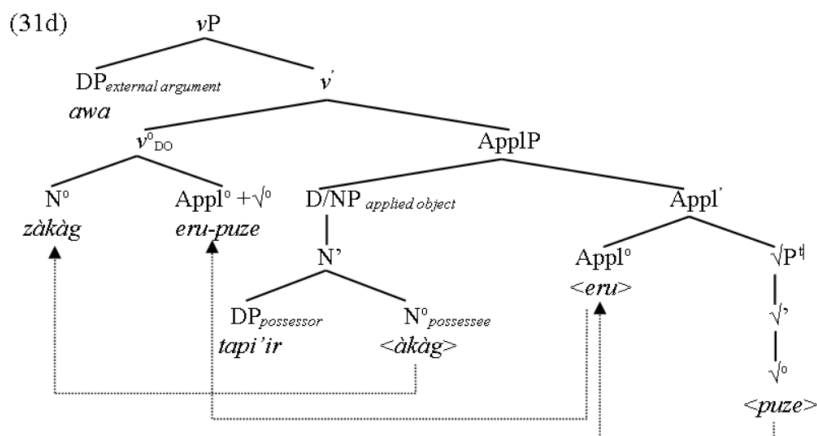 (31d) vP
DPexternal argument v'
awa
v⁰DO ApplP
N⁰ Appl⁰ +√⁰ D/NP applied object Appl'
zàkàg eru-puze
N’ Appl⁰ √P
<eru>
DPpossessor N⁰possessee √’
tapi’ir <àkàg>
√⁰
<puze>